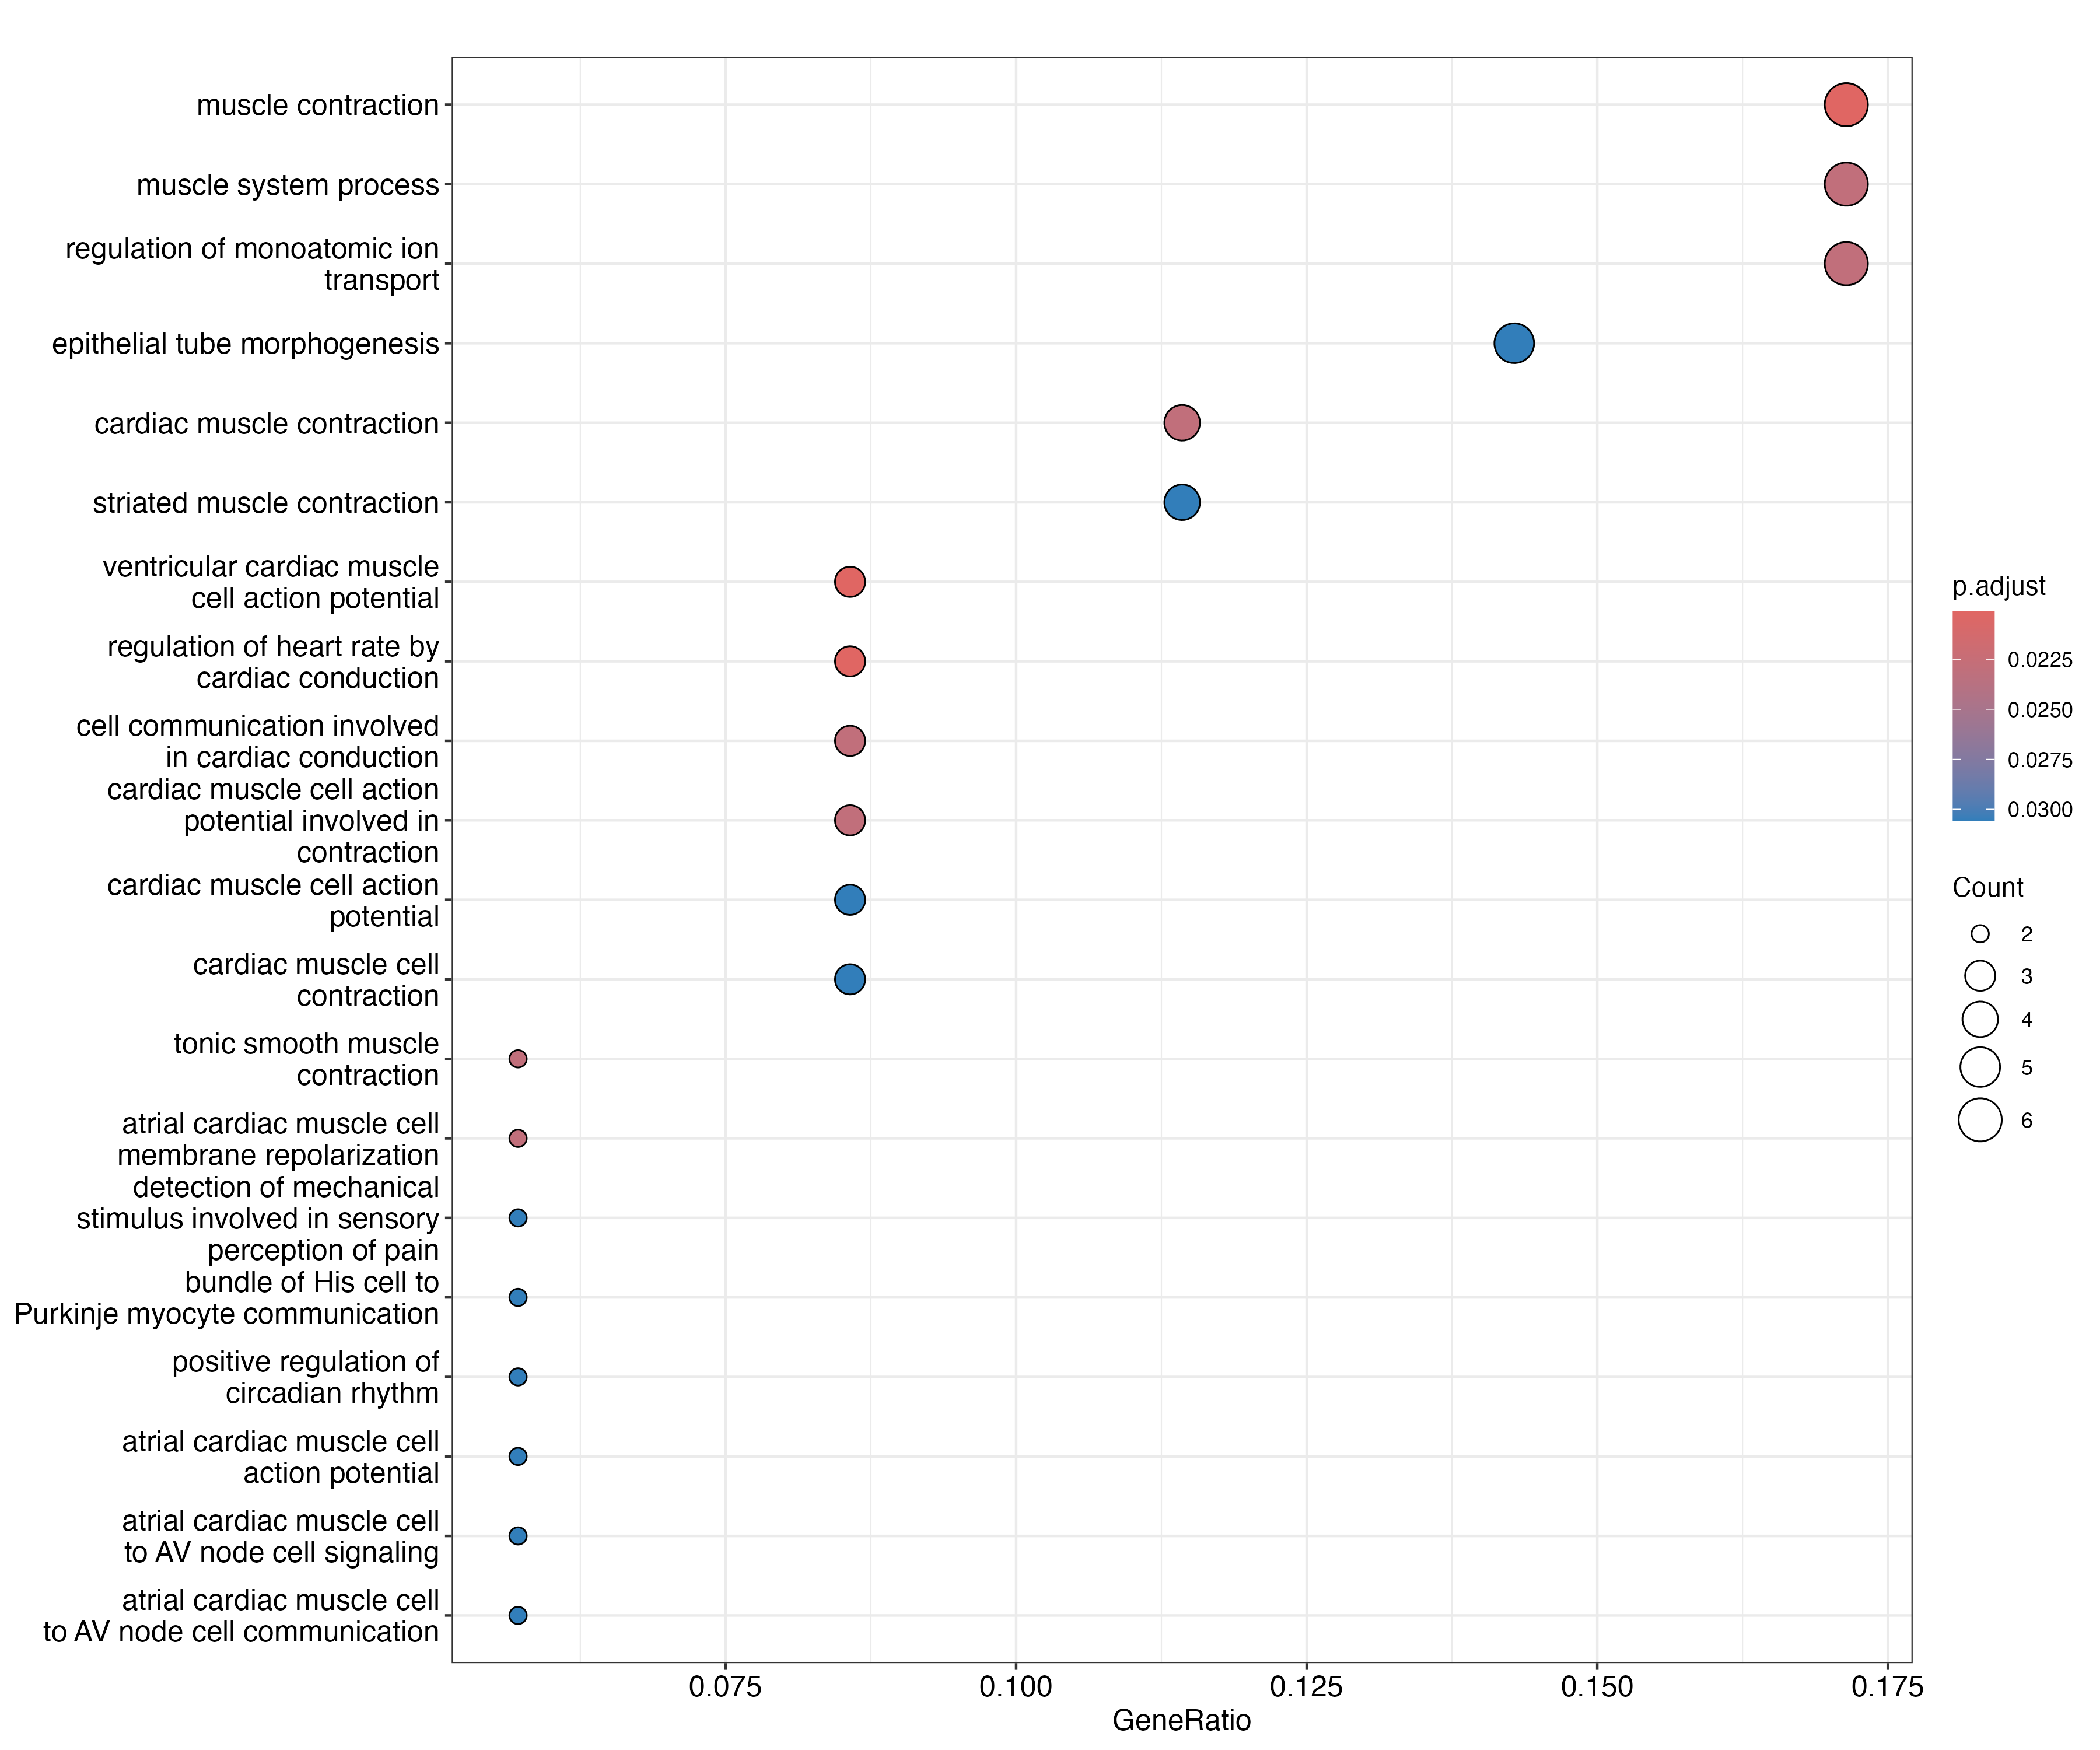 muscle contraction
muscle system process
regulation of monoatomic ion
transport
epithelial tube morphogenesis
cardiac muscle contraction
striated muscle contraction
ventricular cardiac muscle
cell action potential
regulation of heart rate by
cardiac conduction
cell communication involved
in cardiac conduction
cardiac muscle cell action
potential involved in
contraction
cardiac muscle cell action
potential
cardiac muscle cell
contraction
tonic smooth muscle
contraction
atrial cardiac muscle cell
membrane repolarization
detection of mechanical
stimulus involved in sensory
perception of pain
bundle of His cell to
Purkinje myocyte communication
positive regulation of
circadian rhythm
atrial cardiac muscle cell
action potential
atrial cardiac muscle cell
to AV node cell signaling
atrial cardiac muscle cell
to AV node cell communication
0.075 0.100 0.125 0.150 0.175
GeneRatio
p.adjust
0.0225
0.0250
0.0275
0.0300
Count
2
3
4
5
6